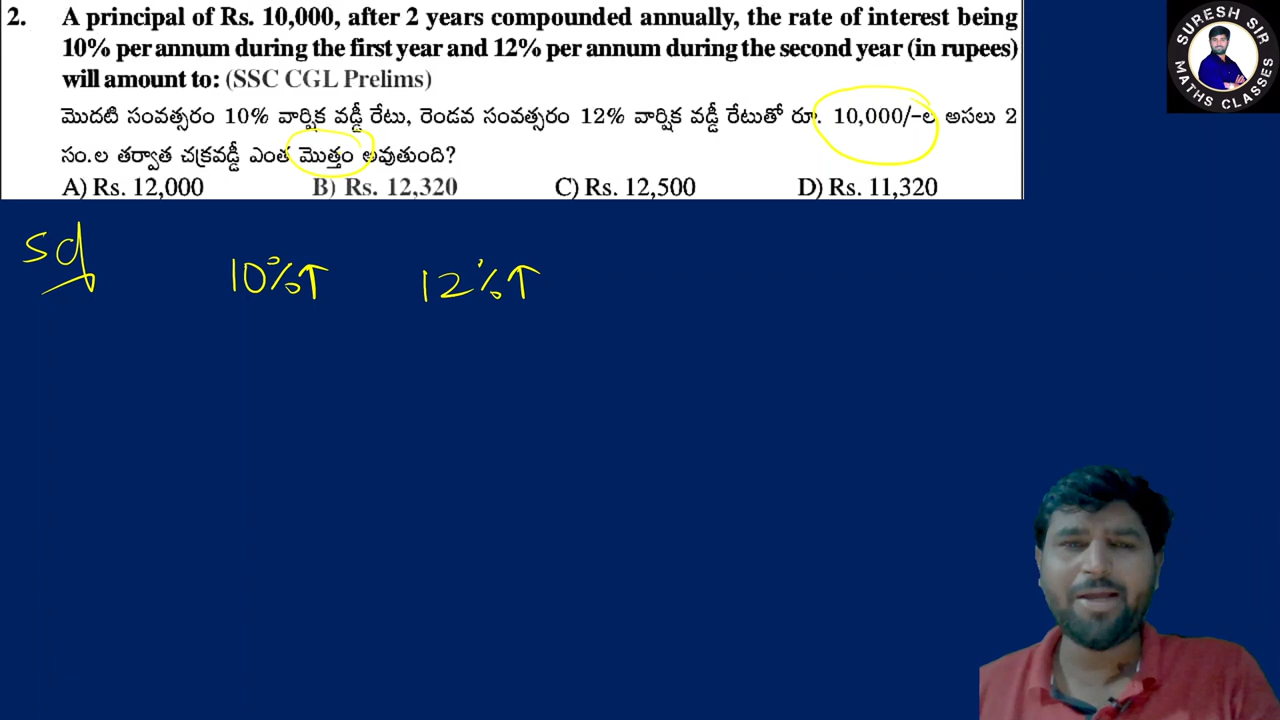 2. A principal of Rs. 10,000, after 2 years compounded annually, the rate of interest being
10% per annum during the first year and 12% per annum during the second year (in rupees)
will amount to: (SSC CGL Prelims)
మొదటి సంవత్సరం 10% వార్షిక వడ్డీ రేటు, రెండవ సంవత్సరం 12% వార్షిక వడ్డీ రేటుతో రూ. 10,000/-ల అసలు 2
సం.ల తర్వాత చక్రవడ్డీ ఎంత మొత్తం అవుతుంది?
A) Rs. 12,000 B) Rs. 12,320 C) Rs. 12,500 D) Rs. 11,320
SURESH SIR
MATHS CLASSES
10%↑ 12%↑